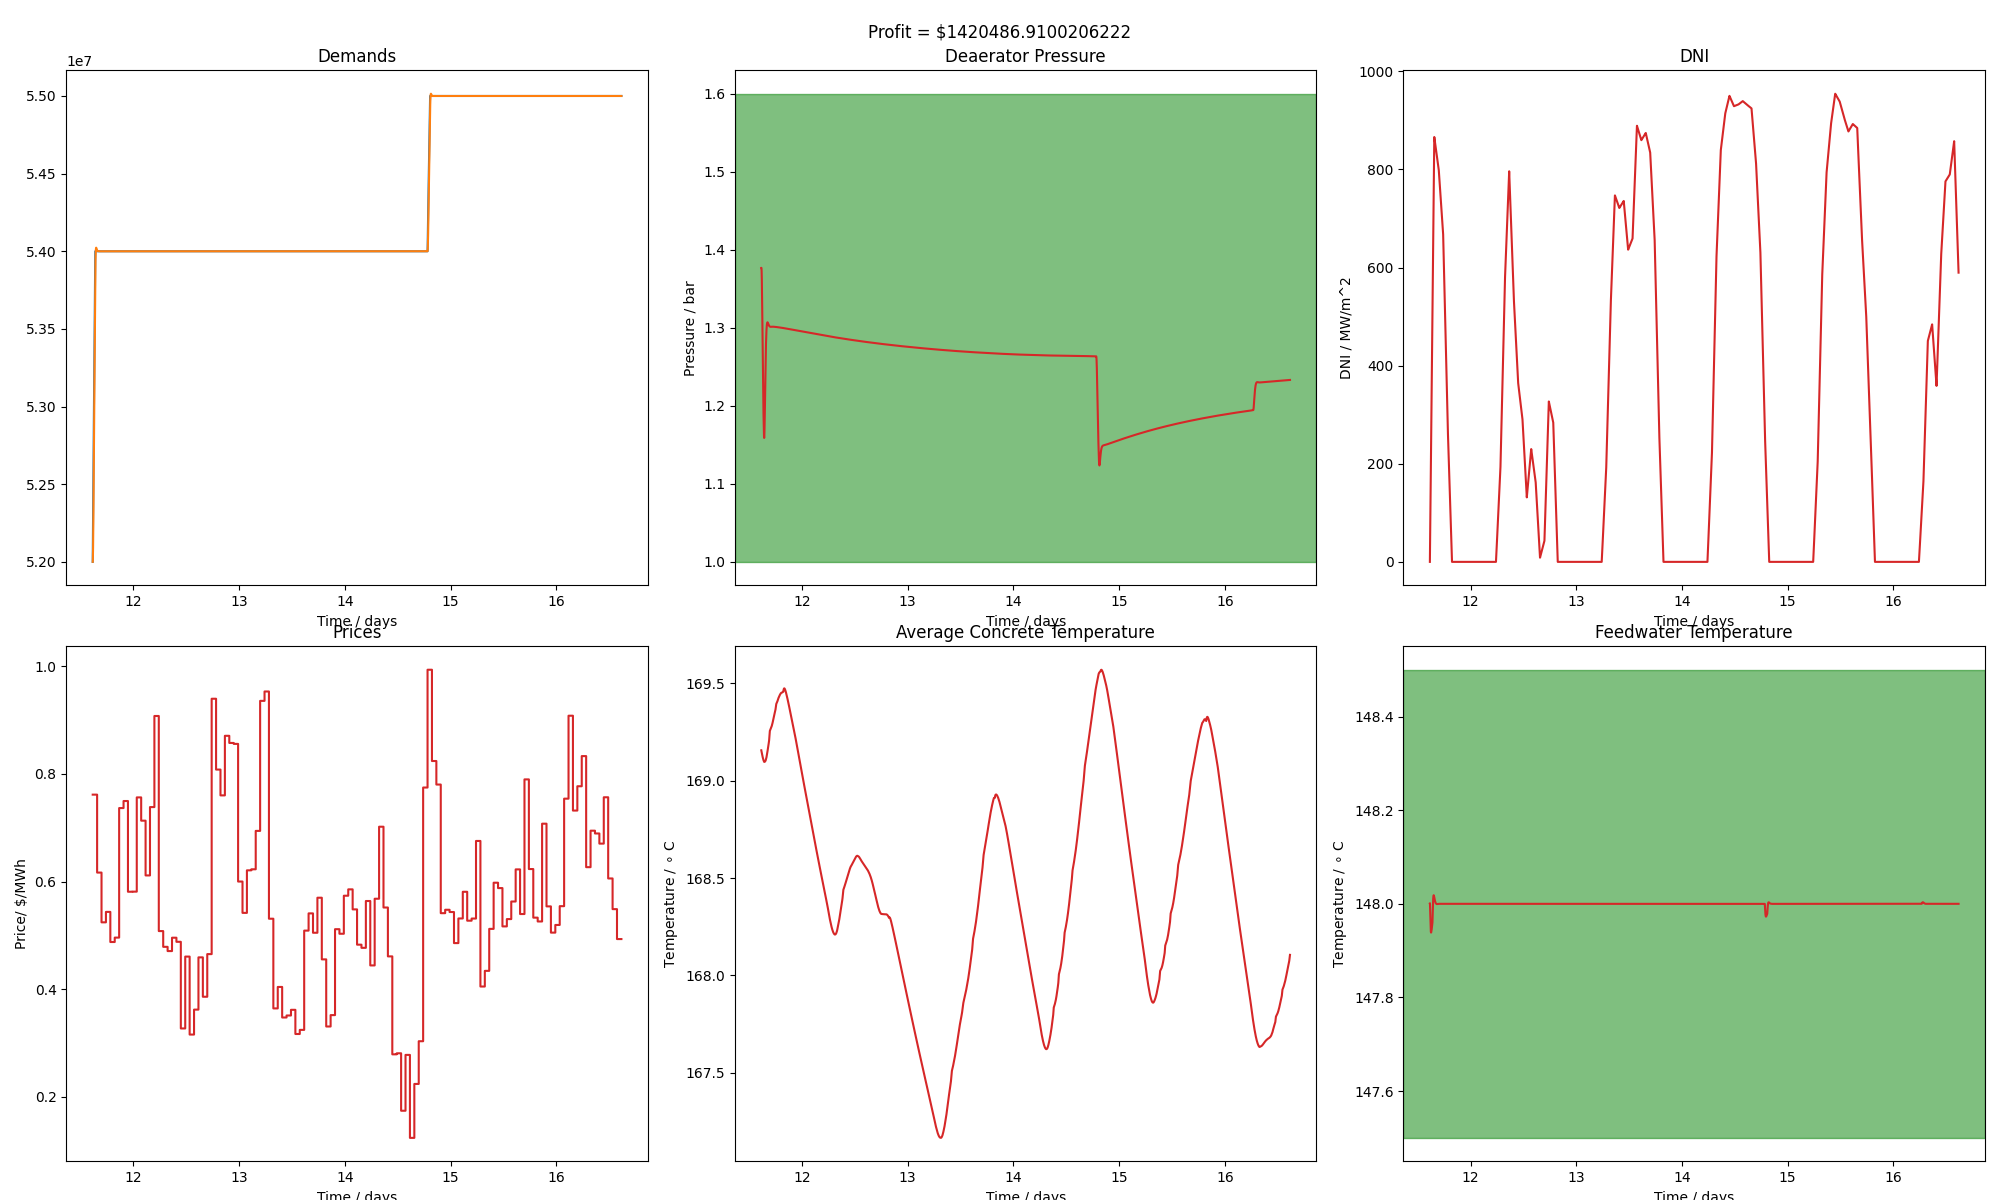 Profit = $1420486.9100206222
Demands
1e7
5.50
5.45
5.40
5.35
5.30
5.25
5.20
12 13 14 15 16
Time / days
Deaerator Pressure
Pressure / bar
1.6
1.5
1.4
1.3
1.2
1.1
1.0
12 13 14 15 16
Time / days
DNI
DNI / MW/m^2
1000
800
600
400
200
0
12 13 14 15 16
Time / days
Prices
Price/ $/MWh
1.0
0.8
0.6
0.4
0.2
12 13 14 15 16
Time / days
Average Concrete Temperature
Temperature / ∘ C
169.5
169.0
168.5
168.0
167.5
12 13 14 15 16
Time / days
Feedwater Temperature
Temperature / ∘ C
148.4
148.2
148.0
147.8
147.6
12 13 14 15 16
Time / days